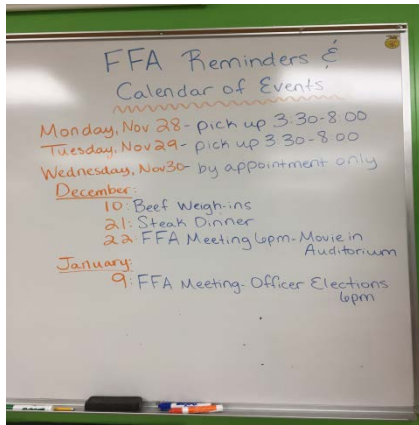 FFA Reminders &
Calendar of Events
Monday, Nov 28- pick up 3:30-8:00
Tuesday, Nov 29- pick up 3 30-8:00
Wednesday, Nov 30- by appointment only
December:
10: Beef Weigh-ins
21: Steak Dinner
22: FFA Meeting 6pm- Movie in
Auditorium
January:
9: FFA Meeting- Officer Elections
6pm